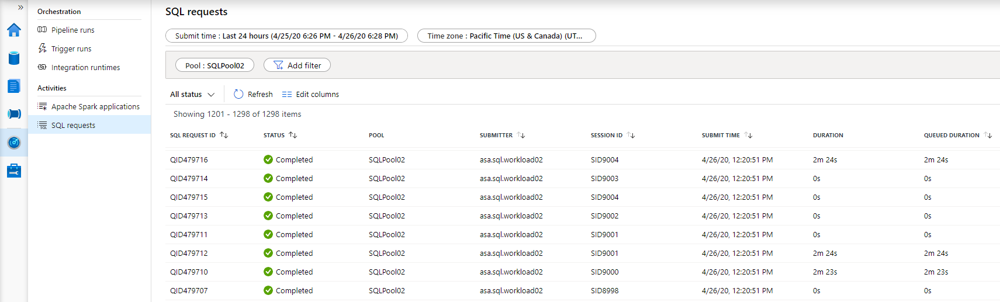 »
Orchestration
Pipeline runs
Trigger runs
Integration runtimes
Activities
Apache Spark applications
SQL requests
SQL requests
Submit time : Last 24 hours (4/25/20 6:26 PM - 4/26/20 6:28 PM) Time zone : Pacific Time (US & Canada) (UT...
Pool : SQLPool02 Add filter
All status Refresh Edit columns
Showing 1201 - 1298 of 1298 items
SQL REQUEST ID STATUS POOL SUBMITTER SESSION ID SUBMIT TIME DURATION QUEUED DURATION
QID479716 Completed SQLPool02 asa.sql.workload02 SID9004 4/26/20, 12:20:51 PM 2m 24s 2m 24s
QID479714 Completed SQLPool02 asa.sql.workload02 SID9003 4/26/20, 12:20:51 PM 0s 0s
QID479715 Completed SQLPool02 asa.sql.workload02 SID9004 4/26/20, 12:20:51 PM 0s 0s
QID479713 Completed SQLPool02 asa.sql.workload02 SID9002 4/26/20, 12:20:51 PM 0s 0s
QID479711 Completed SQLPool02 asa.sql.workload02 SID9001 4/26/20, 12:20:51 PM 0s 0s
QID479712 Completed SQLPool02 asa.sql.workload02 SID9001 4/26/20, 12:20:51 PM 2m 24s 2m 24s
QID479710 Completed SQLPool02 asa.sql.workload02 SID9000 4/26/20, 12:20:51 PM 2m 23s 2m 23s
QID479707 Completed SQLPool02 asa.sql.workload02 SID8998 4/26/20, 12:20:51 PM 0s 0s